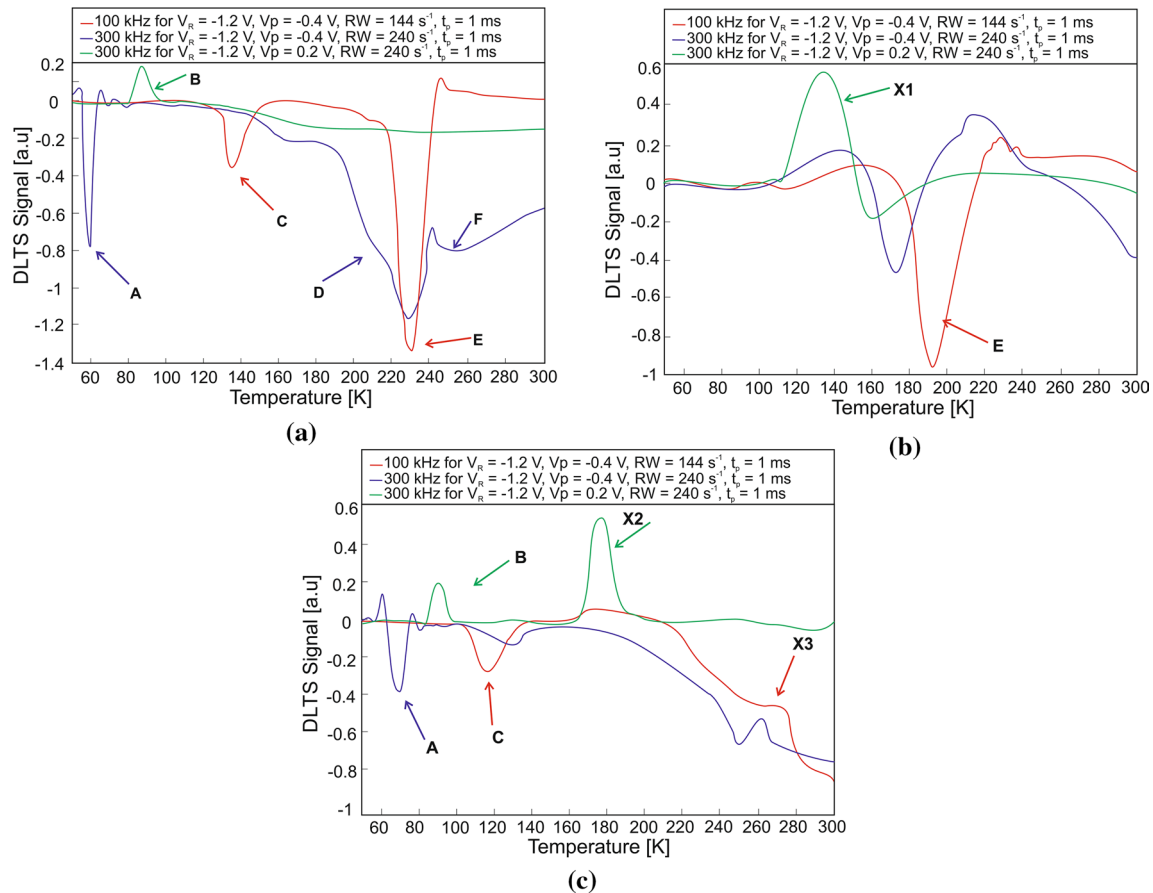 100 kHz for V_R = -1.2 V, Vp = -0.4 V, RW = 144 s⁻¹, t_p = 1 ms
300 kHz for V_R = -1.2 V, Vp = -0.4 V, RW = 240 s⁻¹, t_p = 1 ms
300 kHz for V_R = -1.2 V, Vp = 0.2 V, RW = 240 s⁻¹, t_p = 1 ms
0.2
0
-0.2
-0.4
-0.6
-0.8
-1
-1.2
-1.4
DLTS Signal [a.u]
B
C
A
D
F
E
60 80 100 120 140 160 180 200 220 240 260 280 300
Temperature [K]
(a)
100 kHz for V_R = -1.2 V, Vp = -0.4 V, RW = 144 s⁻¹, t_p = 1 ms
300 kHz for V_R = -1.2 V, Vp = -0.4 V, RW = 240 s⁻¹, t_p = 1 ms
300 kHz for V_R = -1.2 V, Vp = 0.2 V, RW = 240 s⁻¹, t_p = 1 ms
0.6
0.4
0.2
0
-0.2
-0.4
-0.6
-0.8
-1
DLTS Signal [a.u]
X1
E
60 80 100 120 140 160 180 200 220 240 260 280 300
Temperature [K]
(b)
100 kHz for V_R = -1.2 V, Vp = -0.4 V, RW = 144 s⁻¹, t_p = 1 ms
300 kHz for V_R = -1.2 V, Vp = -0.4 V, RW = 240 s⁻¹, t_p = 1 ms
300 kHz for V_R = -1.2 V, Vp = 0.2 V, RW = 240 s⁻¹, t_p = 1 ms
0.6
0.4
0.2
0
-0.2
-0.4
-0.6
-0.8
-1
DLTS Signal [a.u]
X2
B
X3
A
C
60 80 100 120 140 160 180 200 220 240 260 280 300
Temperature [K]
(c)